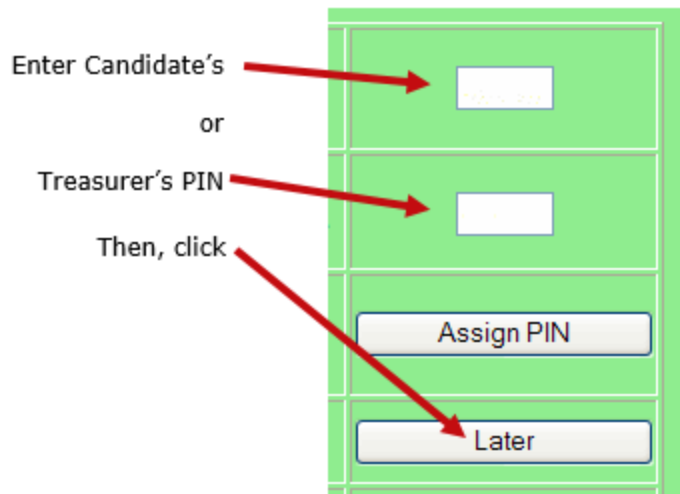 Enter Candidate's
or
Treasurer's PIN
Then, click
Assign PIN
Later